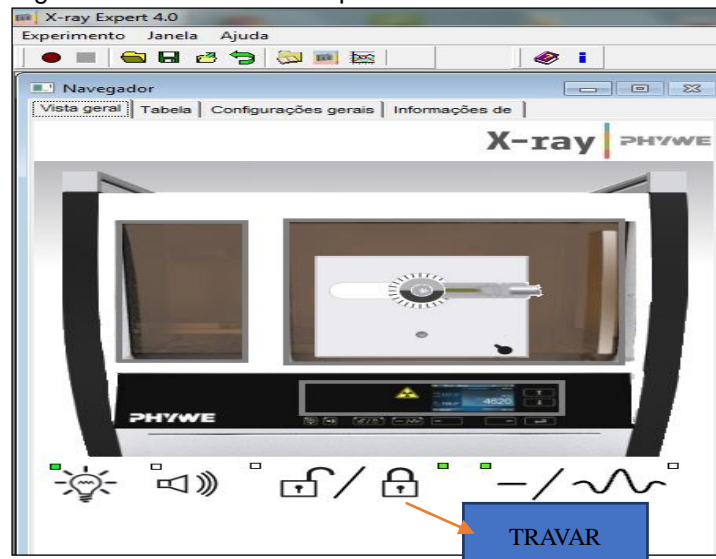 X-ray Expert 4.0
Experimento Janela Ajuda
Navegador
Vista geral Tabela Configurações gerais Informações de
X-ray PHYWE
4620
PHYWE
TRAVAR